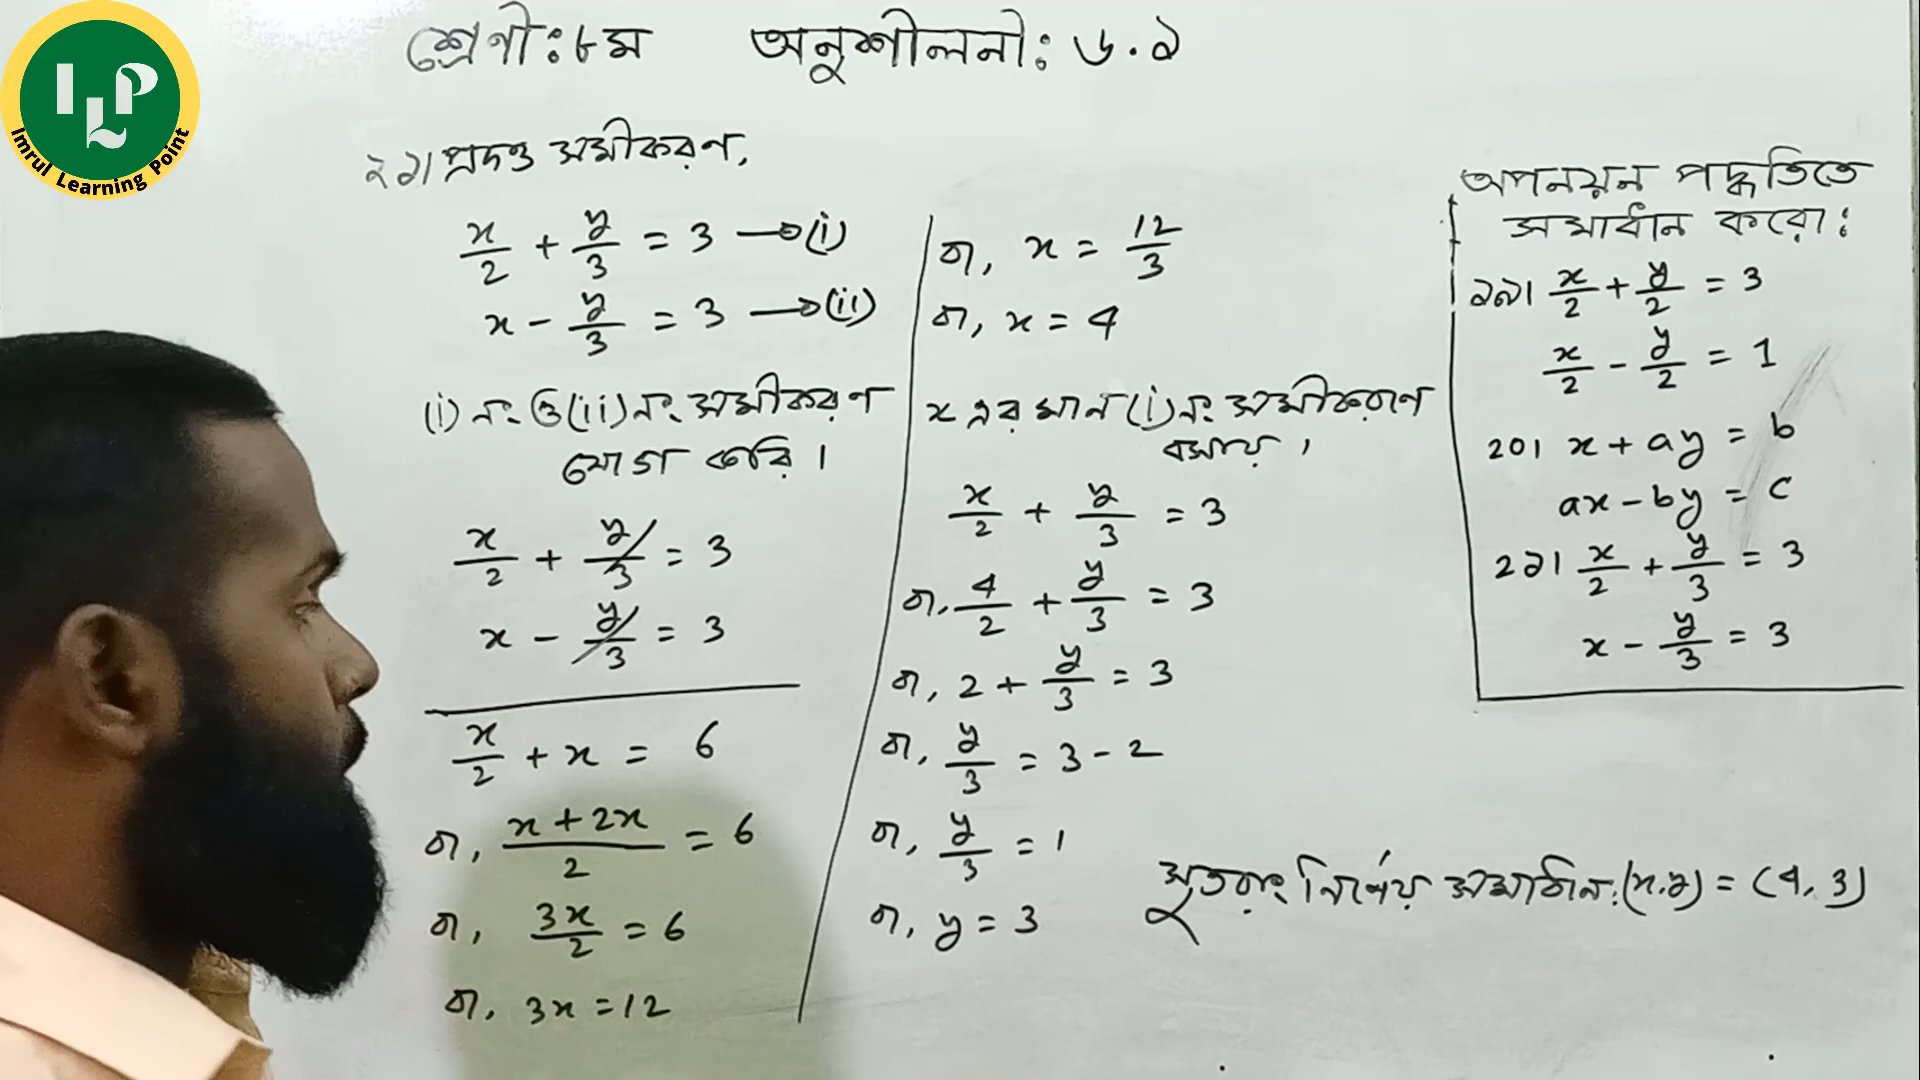 ILP
Imrul Learning Point
শ্রেণী: ৮ম অনুশীলনী: ৬.১
২১। প্রদত্ত সমীকরণ,
x/2 + y/3 = 3 → (i)
x - y/3 = 3 → (ii)
(i) নং ও (ii) নং সমীকরণ
যোগ করি।
x/2 + y/3 = 3
x - y/3 = 3
x/2 + x = 6
বা, (x + 2x)/2 = 6
বা, 3x/2 = 6
বা, 3x = 12
বা, x = 12/3
বা, x = 4
x এর মান (i) নং সমীকরণে
বসায়,
x/2 + y/3 = 3
বা, 4/2 + y/3 = 3
বা, 2 + y/3 = 3
বা, y/3 = 3 - 2
বা, y/3 = 1
বা, y = 3
অপনয়ন পদ্ধতিতে
সমাধান করো:
১৯। x/2 + y/2 = 3
x/2 - y/2 = 1
২০। x + ay = b
ax - by = c
২১। x/2 + y/3 = 3
x - y/3 = 3
সুতরাং নির্ণেয় সমাধান: (x, y) = (4, 3)